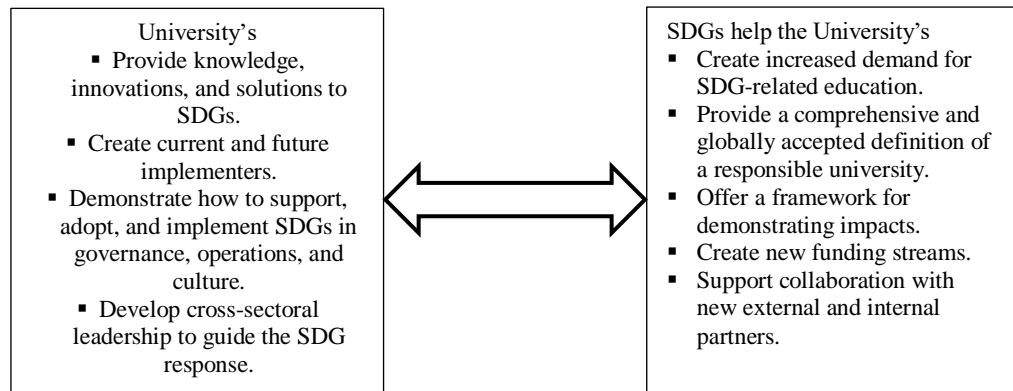 University’s
▪ Provide knowledge,
innovations, and solutions to
SDGs.
▪ Create current and future
implementers.
▪ Demonstrate how to support,
adopt, and implement SDGs in
governance, operations, and
culture.
▪ Develop cross-sectoral
leadership to guide the SDG
response.
SDGs help the University’s
▪ Create increased demand for
SDG-related education.
▪ Provide a comprehensive and
globally accepted definition of
a responsible university.
▪ Offer a framework for
demonstrating impacts.
▪ Create new funding streams.
▪ Support collaboration with
new external and internal
partners.